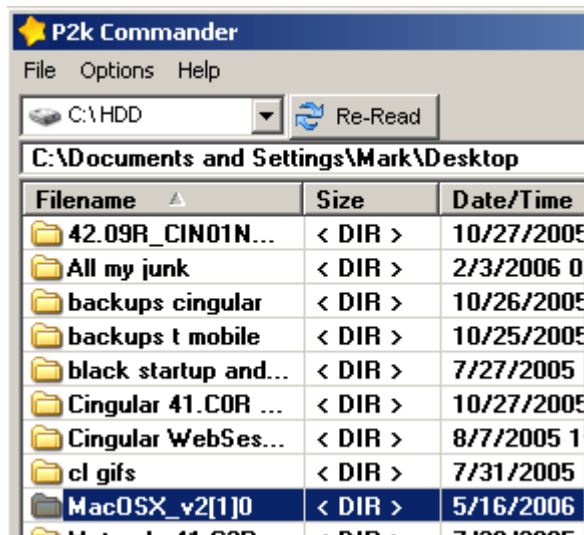 P2k Commander
File Options Help
C:\ HDD Re-Read
C:\Documents and Settings\Mark\Desktop
Filename Size Date/Time
42.09R_CIN01N... < DIR > 10/27/2005
All my junk < DIR > 2/3/2006 0
backups cingular < DIR > 10/26/2005
backups t mobile < DIR > 10/25/2005
black startup and... < DIR > 7/27/2005
Cingular 41.C0R ... < DIR > 10/27/2005
Cingular WebSes... < DIR > 8/7/2005 1
cl gifs < DIR > 7/31/2005
MacOSX_v2[1]0 < DIR > 5/16/2006